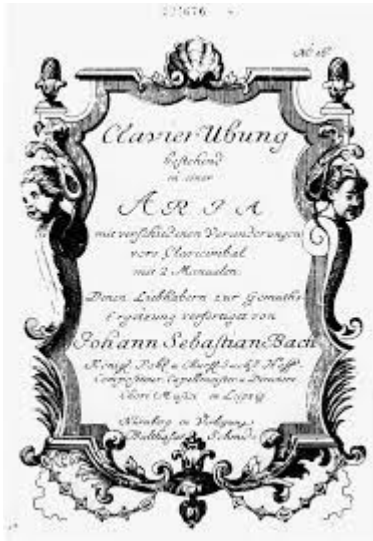 Clavier Ubung
bestehend
in einer
ARIA
mit verschiedenen Veraenderungen
vors Clavicimbal
mit 2 Manualen.
Denen Liebhabern zur Gemüths-
Ergetzung verfertiget von
Johann Sebastian Bach
Königl. Pohl. u. Churfl. Sæchs. Hoff-
Compositeur, Capellmeister, u. Directore
Chori Musici in Leipzig.
Nürnberg in Verlegung
Balthasar Schmids